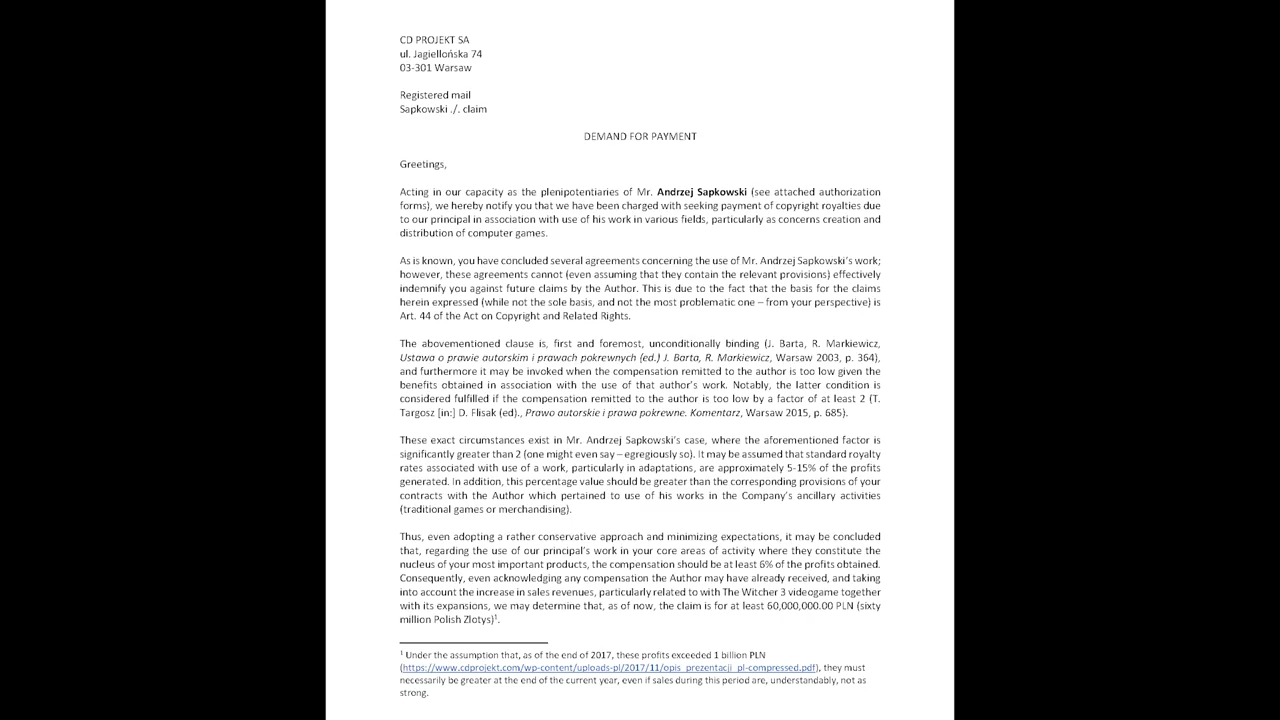 CD PROJEKT SA
ul. Jagiellońska 74
03-301 Warsaw
Registered mail
Sapkowski ./. claim
DEMAND FOR PAYMENT
Greetings,
Acting in our capacity as the plenipotentiaries of Mr. Andrzej Sapkowski (see attached authorization
forms), we hereby notify you that we have been charged with seeking payment of copyright royalties due
to our principal in association with use of his work in various fields, particularly as concerns creation and
distribution of computer games.
As is known, you have concluded several agreements concerning the use of Mr. Andrzej Sapkowski's work;
however, these agreements cannot (even assuming that they contain the relevant provisions) effectively
indemnify you against future claims by the Author. This is due to the fact that the basis for the claims
herein expressed (while not the sole basis, and not the most problematic one – from your perspective) is
Art. 44 of the Act on Copyright and Related Rights.
The abovementioned clause is, first and foremost, unconditionally binding (J. Barta, R. Markiewicz,
Ustawa o prawie autorskim i prawach pokrewnych (ed.) J. Barta, R. Markiewicz, Warsaw 2003, p. 364),
and furthermore it may be invoked when the compensation remitted to the author is too low given the
benefits obtained in association with the use of that author's work. Notably, the latter condition is
considered fulfilled if the compensation remitted to the author is too low by a factor of at least 2 (T.
Targosz [in:] D. Flisak (ed)., Prawo autorskie i prawa pokrewne. Komentarz, Warsaw 2015, p. 685).
These exact circumstances exist in Mr. Andrzej Sapkowski's case, where the aforementioned factor is
significantly greater than 2 (one might even say – egregiously so). It may be assumed that standard royalty
rates associated with use of a work, particularly in adaptations, are approximately 5-15% of the profits
generated. In addition, this percentage value should be greater than the corresponding provisions of your
contracts with the Author which pertained to use of his works in the Company's ancillary activities
(traditional games or merchandising).
Thus, even adopting a rather conservative approach and minimizing expectations, it may be concluded
that, regarding the use of our principal's work in your core areas of activity where they constitute the
nucleus of your most important products, the compensation should be at least 6% of the profits obtained.
Consequently, even acknowledging any compensation the Author may have already received, and taking
into account the increase in sales revenues, particularly related to with The Witcher 3 videogame together
with its expansions, we may determine that, as of now, the claim is for at least 60,000,000.00 PLN (sixty
million Polish Zlotys)¹.
¹ Under the assumption that, as of the end of 2017, these profits exceeded 1 billion PLN
(https://www.cdprojekt.com/wp-content/uploads-pl/2017/11/opis_prezentacji_pl-compressed.pdf), they must
necessarily be greater at the end of the current year, even if sales during this period are, understandably, not as
strong.